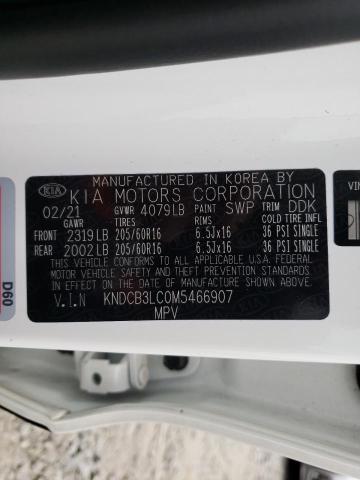 MANUFACTURED IN KOREA BY
KIA KIA MOTORS CORPORATION
02/21 GVWR 4079LB PAINT SWP TRIM DDK
GAWR TIRE RIMS COLD TIRE INFL
FRONT 2319LB 205/60R16 6.5Jx16 36 PSI SINGLE
REAR 2002LB 205/60R16 6.5Jx16 36 PSI SINGLE
THIS VEHICLE CONFORMS TO ALL APPLICABLE U.S. FEDERAL
MOTOR VEHICLE SAFETY, BUMPER, AND THEFT PREVENTION
STANDARDS IN EFFECT ON THE DATE OF MANUFACTURE SHOWN ABOVE.
V.I.N KNDCB3LC0M5466907
MPV
D60
VIN